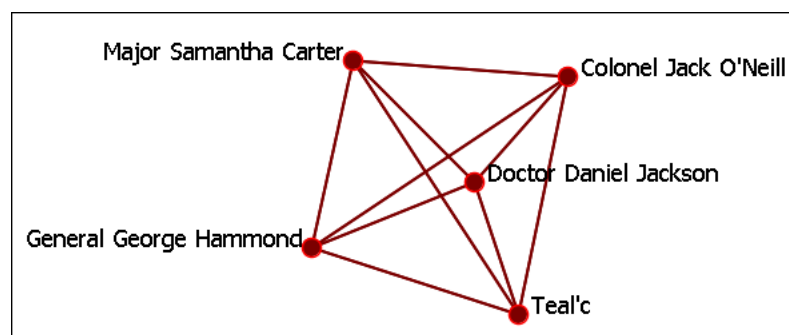 Major Samantha Carter
Colonel Jack O'Neill
Doctor Daniel Jackson
General George Hammond
Teal'c